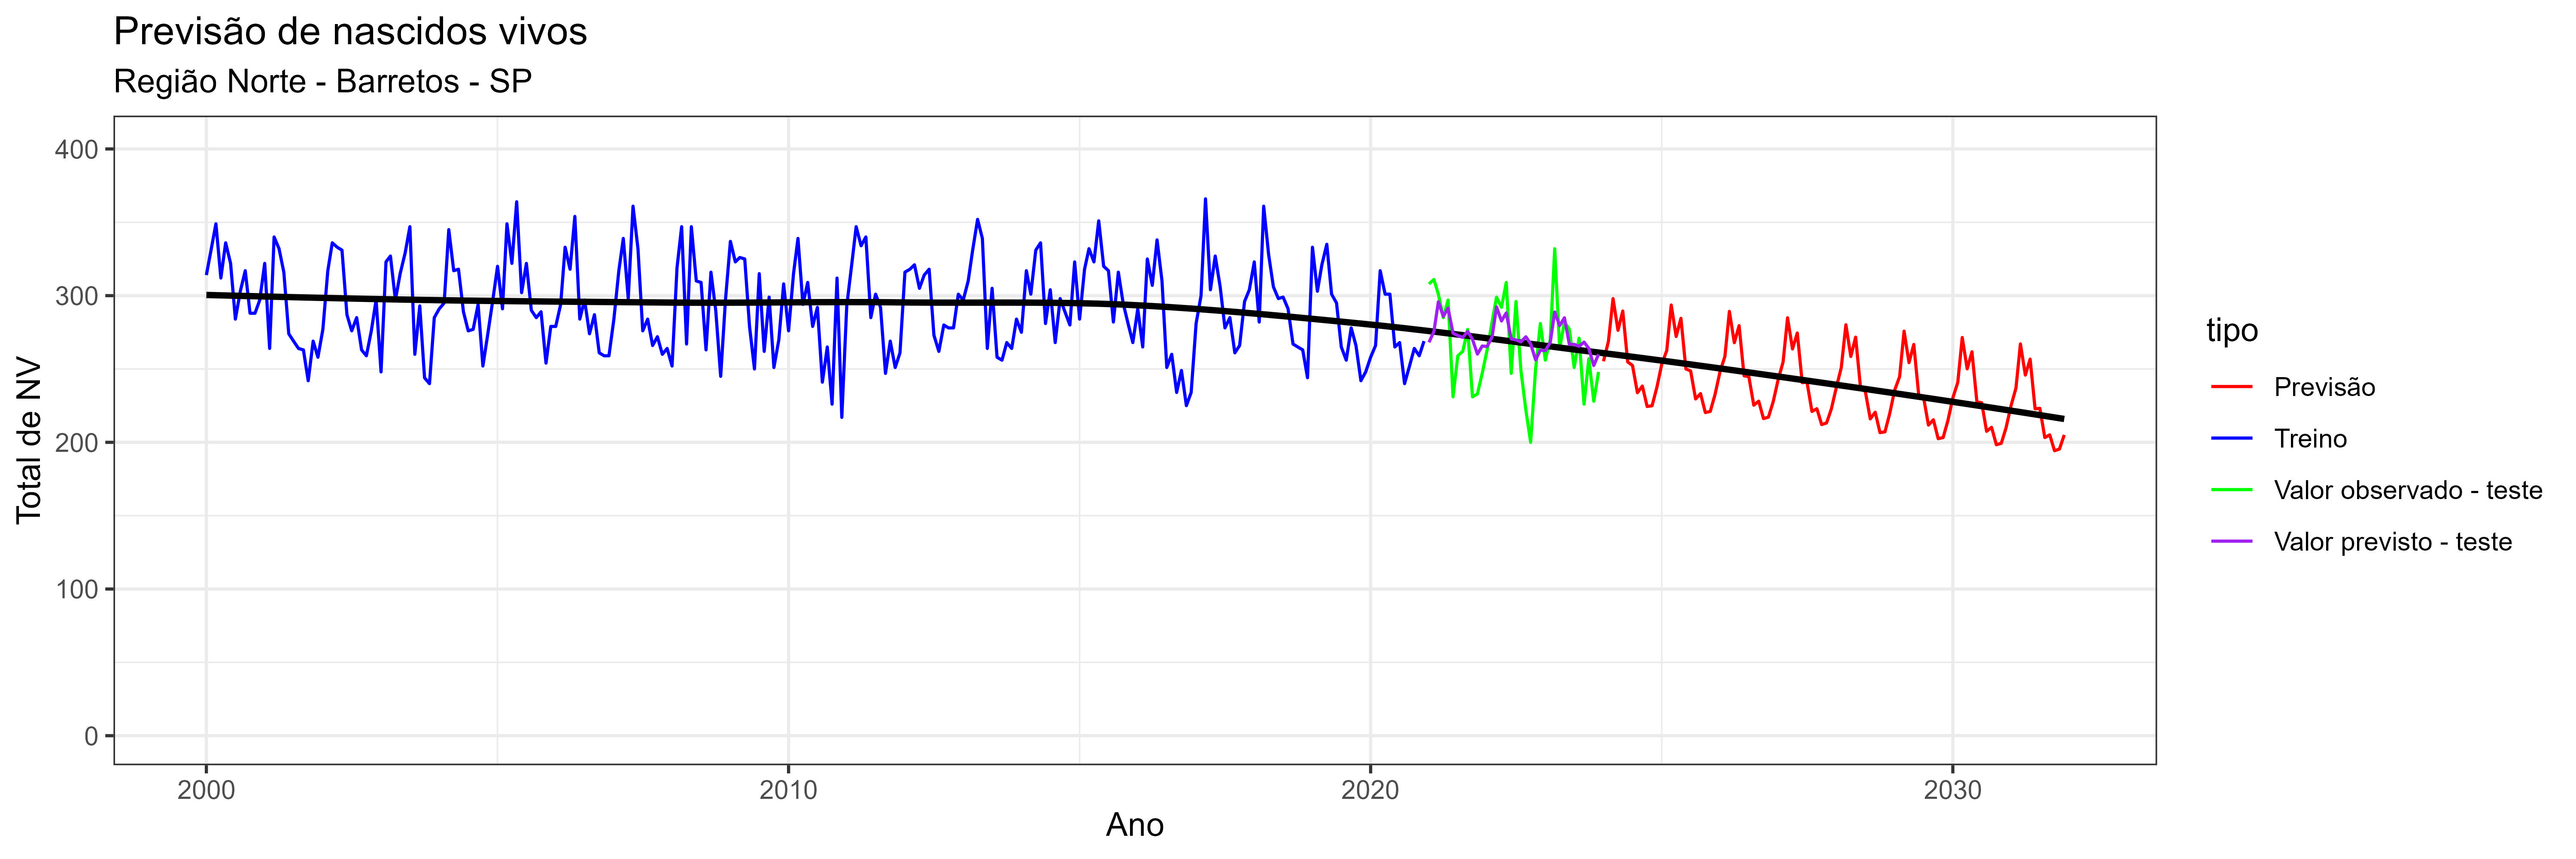 Previsão de nascidos vivos
Região Norte - Barretos - SP
Total de NV
400
300
200
100
0
2000
2010
2020
2030
Ano
tipo
Previsão
Treino
Valor observado - teste
Valor previsto - teste